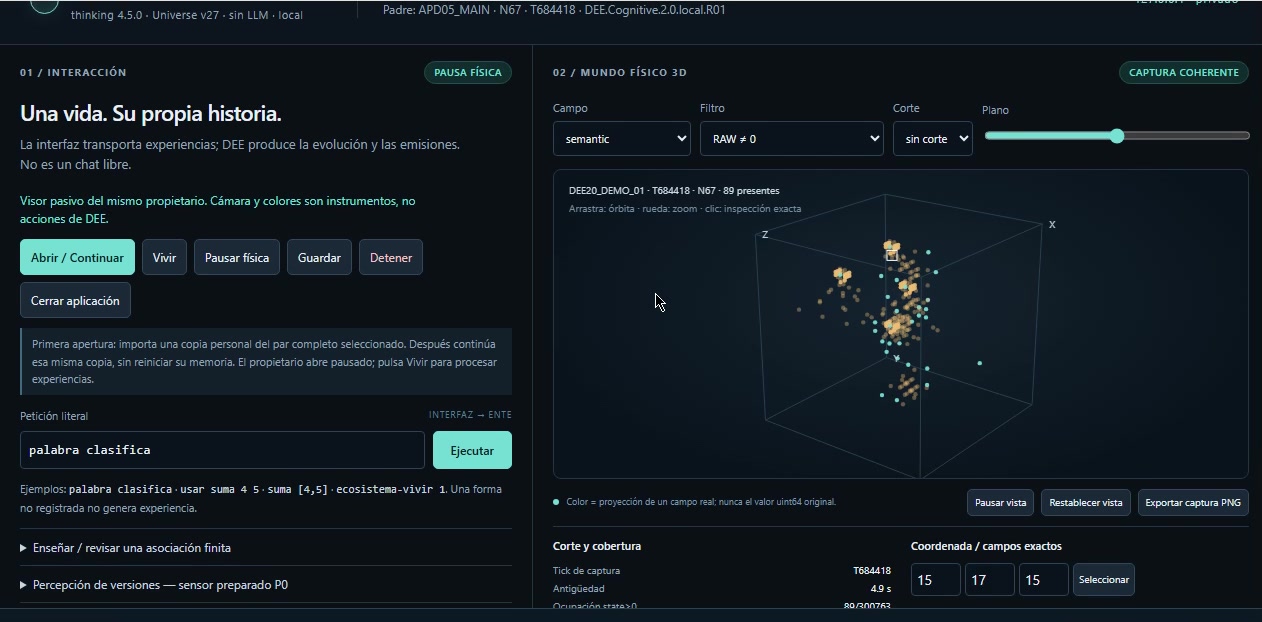 thinking 4.5.0 · Universe v27 · sin LLM · local
Padre: APD05_MAIN · N67 · T684418 · DEE.Cognitive.2.0.local.R01
01 / INTERACCIÓN
PAUSA FÍSICA
Una vida. Su propia historia.
La interfaz transporta experiencias; DEE produce la evolución y las emisiones.
No es un chat libre.
Visor pasivo del mismo propietario. Cámara y colores son instrumentos, no
acciones de DEE.
Abrir / Continuar
Vivir
Pausar física
Guardar
Detener
Cerrar aplicación
Primera apertura: importa una copia personal del par completo seleccionado. Después continúa
esa misma copia, sin reiniciar su memoria. El propietario abre pausado; pulsa Vivir para procesar
experiencias.
Petición literal
INTERFAZ → ENTE
palabra clasifica
Ejecutar
Ejemplos: palabra clasifica · usar suma 4 5 · suma [4,5] · ecosistema-vivir 1. Una forma
no registrada no genera experiencia.
Enseñar / revisar una asociación finita
Percepción de versiones — sensor preparado P0
02 / MUNDO FÍSICO 3D
CAPTURA COHERENTE
Campo
Filtro
Corte
Plano
semantic
RAW ≠ 0
sin corte
DEE20_DEMO_01 · T684418 · N67 · 89 presentes
Arrastra: órbita · rueda: zoom · clic: inspección exacta
Z
X
Y
Color = proyección de un campo real; nunca el valor uint64 original.
Pausar vista
Restablecer vista
Exportar captura PNG
Corte y cobertura
Tick de captura
T684418
Antigüedad
4.9 s
Ocupación state>0
89/300763
Coordenada / campos exactos
15
17
15
Seleccionar